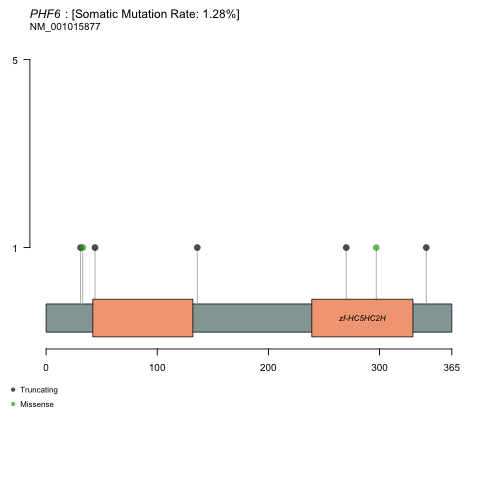 PHF6 : [Somatic Mutation Rate: 1.28%]
NM_001015877
5
1
zf-HC5HC2H
0 100 200 300 365
Truncating
Missense